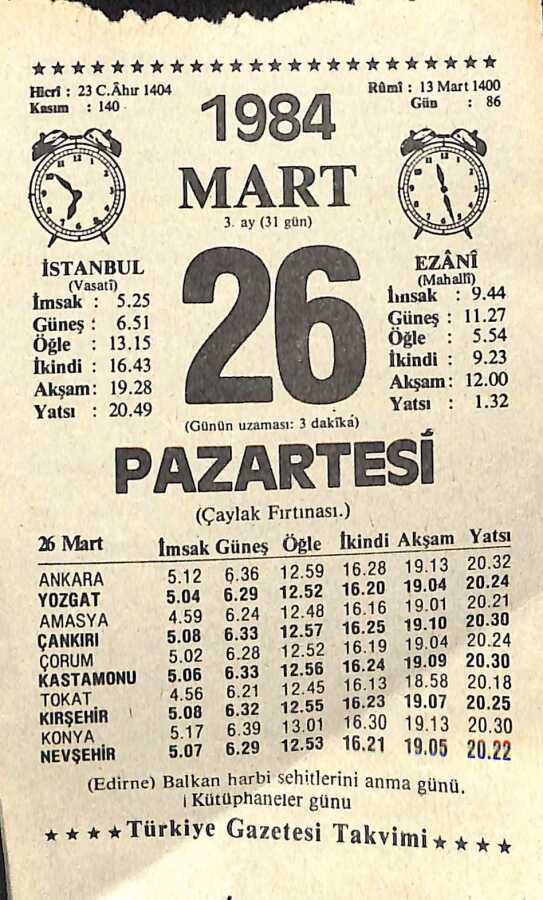 ★★★★★★★★★★★★★★★★★★★★★★★
Hicrî : 23 C.Âhır 1404
Kasım : 140
Rûmî : 13 Mart 1400
Gün : 86
1984
MART
3. ay (31 gün)
26
(Günün uzaması: 3 dakîka)
İSTANBUL
(Vasatî)
İmsak : 5.25
Güneş : 6.51
Öğle : 13.15
İkindi : 16.43
Akşam: 19.28
Yatsı : 20.49
EZÂNÎ
(Mahallî)
İmsak : 9.44
Güneş : 11.27
Öğle : 5.54
İkindi : 9.23
Akşam: 12.00
Yatsı : 1.32
PAZARTESİ
(Çaylak Fırtınası.)
26 Mart İmsak Güneş Öğle İkindi Akşam Yatsı
ANKARA 5.12 6.36 12.59 16.28 19.13 20.32
YOZGAT 5.04 6.29 12.52 16.20 19.04 20.24
AMASYA 4.59 6.24 12.48 16.16 19.01 20.21
ÇANKIRI 5.08 6.33 12.57 16.25 19.10 20.30
ÇORUM 5.02 6.28 12.52 16.19 19.04 20.24
KASTAMONU 5.06 6.33 12.56 16.24 19.09 20.30
TOKAT 4.56 6.21 12.45 16.13 18.58 20.18
KIRŞEHİR 5.08 6.32 12.55 16.23 19.07 20.25
KONYA 5.17 6.39 13.01 16.30 19.13 20.30
NEVŞEHİR 5.07 6.29 12.53 16.21 19.05 20.22
(Edirne) Balkan harbi şehitlerini anma günü.
Kütüphaneler günu
★★★★Türkiye Gazetesi Takvimi★★★★